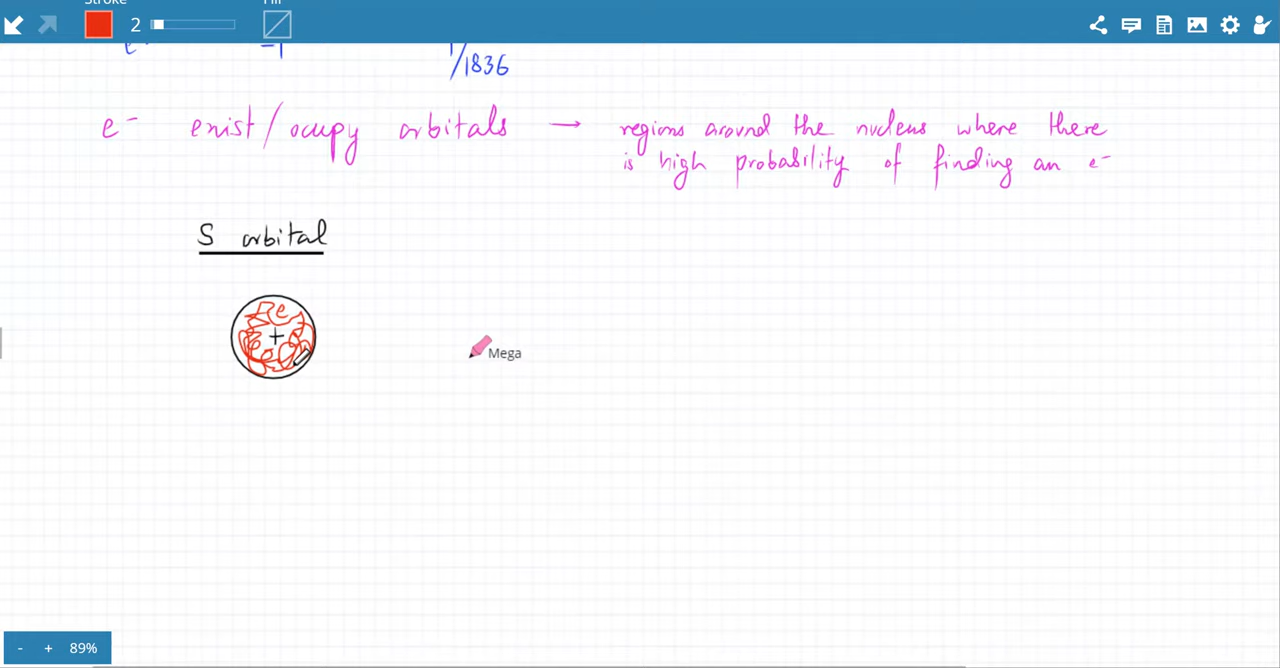 Stroke 2 Fill
e⁻ -1 1/1836
e⁻ exist/ocupy orbitals → regions around the nucleus where there
is high probability of finding an e⁻
S orbital
e
+
Mega
- + 89%